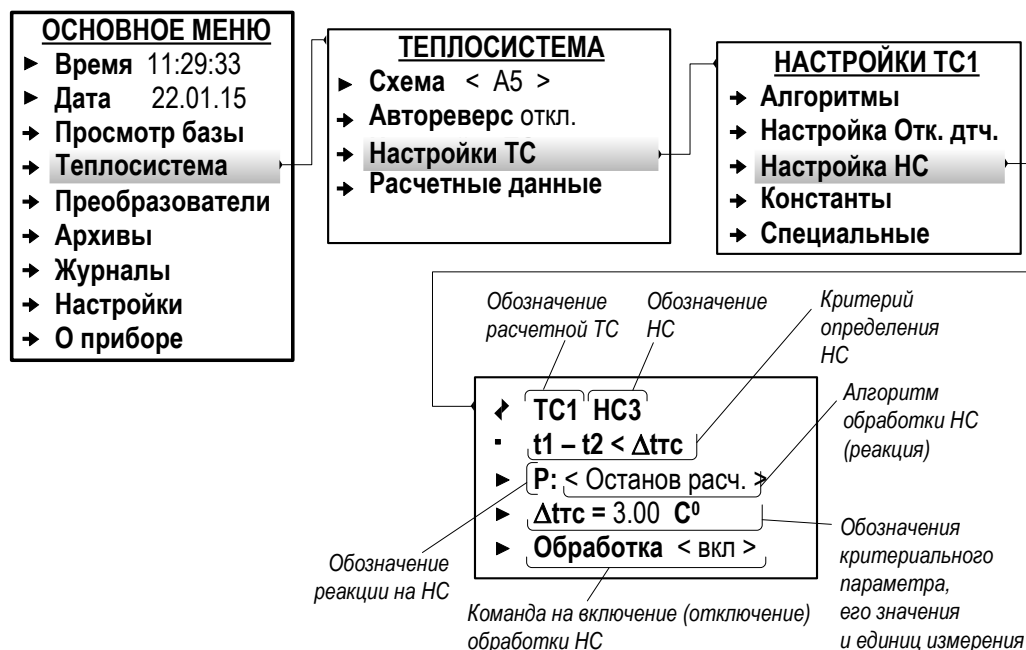 ОСНОВНОЕ МЕНЮ
Время 11:29:33
Дата 22.01.15
Просмотр базы
Теплосистема
Преобразователи
Архивы
Журналы
Настройки
О приборе
ТЕПЛОСИСТЕМА
Схема < А5 >
Автореверс откл.
Настройки ТС
Расчетные данные
НАСТРОЙКИ ТС1
Алгоритмы
Настройка Отк. дтч.
Настройка НС
Константы
Специальные
Обозначение
расчетной ТС
Обозначение
НС
Критерий
определения
НС
ТС1 НС3
t1 – t2 < Δtтс
Р: < Останов расч. >
Δtтс = 3.00 С⁰
Обработка < вкл >
Алгоритм
обработки НС
(реакция)
Обозначение
реакции на НС
Команда на включение (отключение)
обработки НС
Обозначения
критериального
параметра,
его значения
и единиц измерения